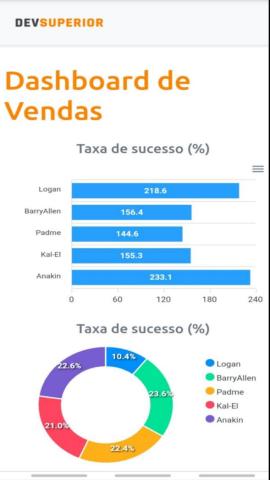 DEVSUPERIOR
Dashboard de
Vendas
Taxa de sucesso (%)
Logan
218.6
BarryAllen
156.4
Padme
144.6
Kal-El
155.3
Anakin
233.1
0 60 120 180 240
Taxa de sucesso (%)
10.4%
23.6%
22.4%
21.0%
22.6%
Logan
BarryAllen
Padme
Kal-El
Anakin